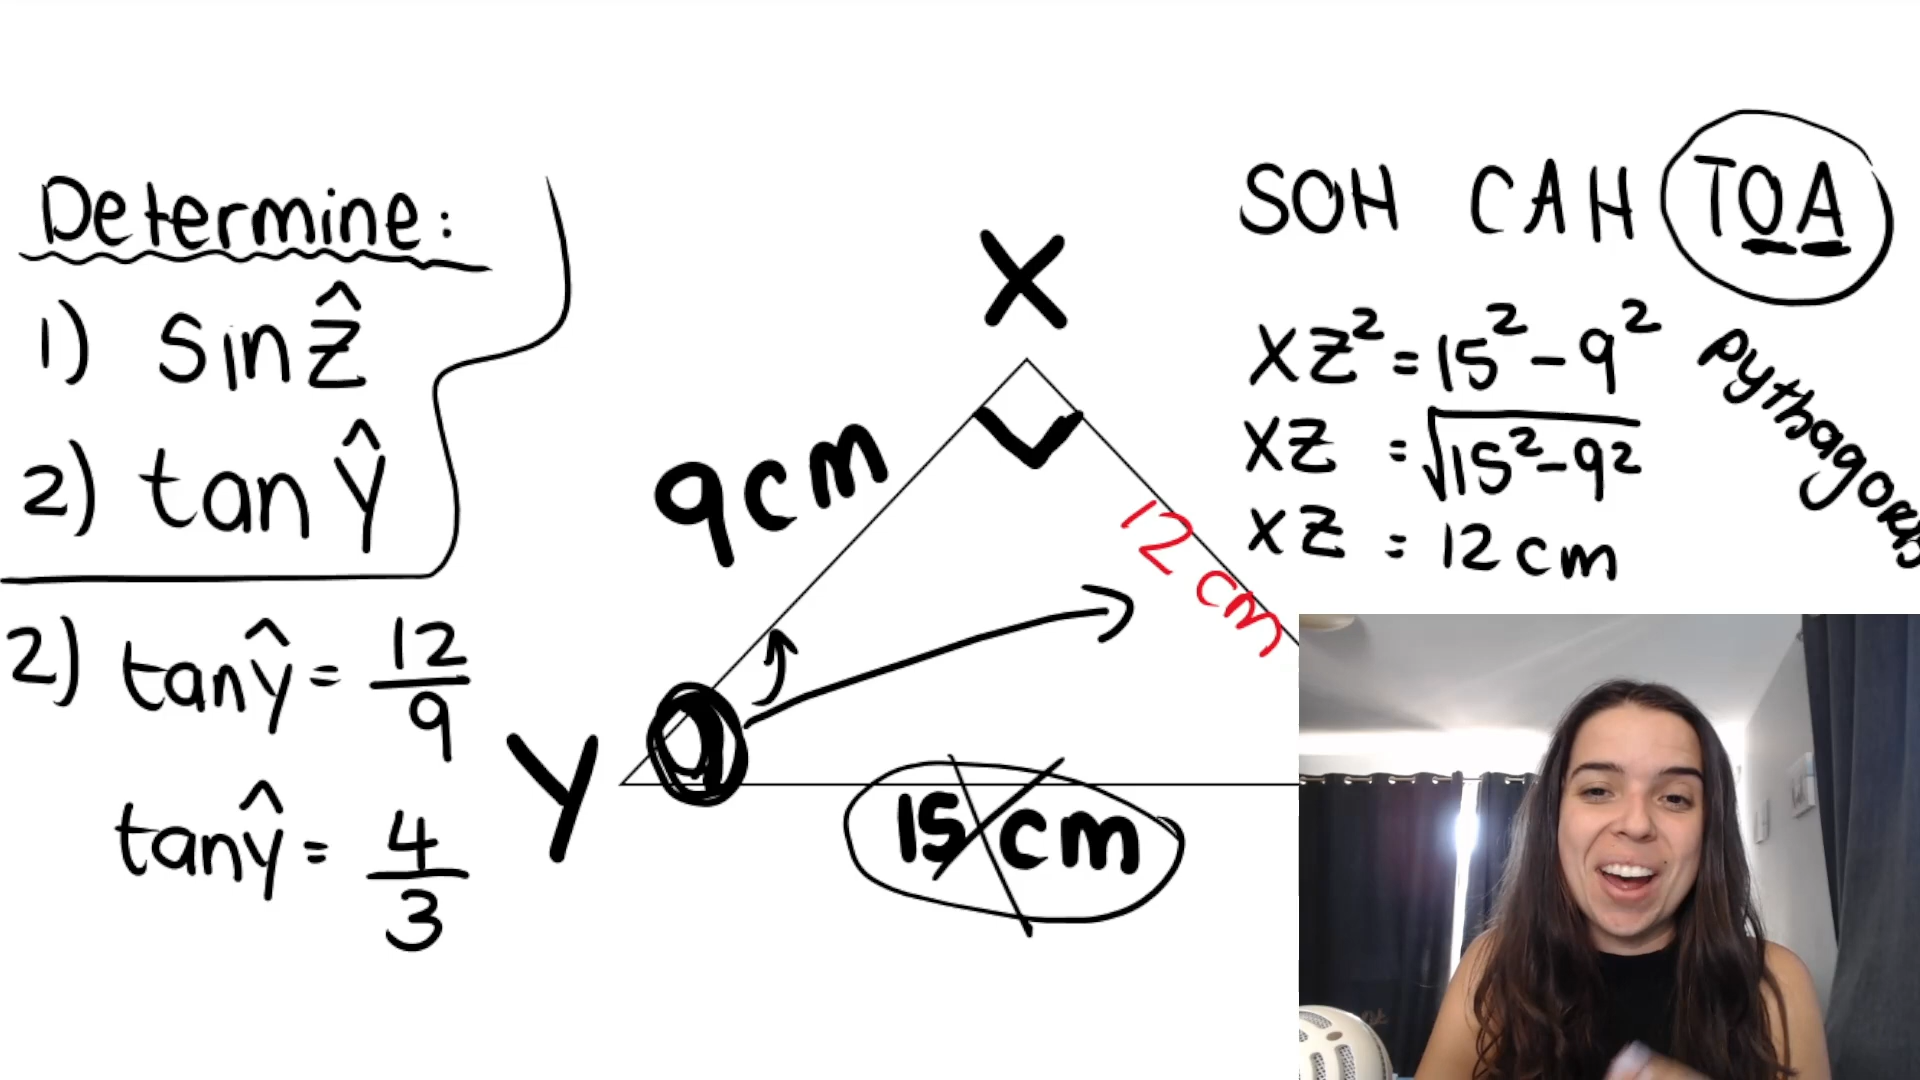 Determine:
1) sin Ẑ
2) tan Ŷ
2) tan ŷ = 12/9
tan ŷ = 4/3
X
9cm
12 cm
Y
15 cm
SOH CAH TOA
XZ² = 15² - 9²
XZ = √15² - 9²
XZ = 12 cm
pythagoras